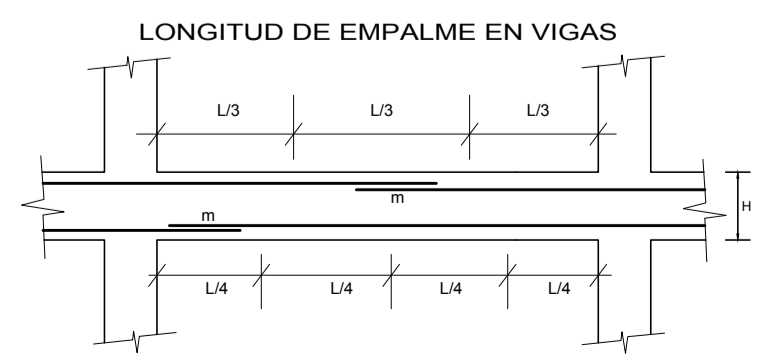 LONGITUD DE EMPALME EN VIGAS
L/3 L/3 L/3
m
m
H
L/4 L/4 L/4 L/4